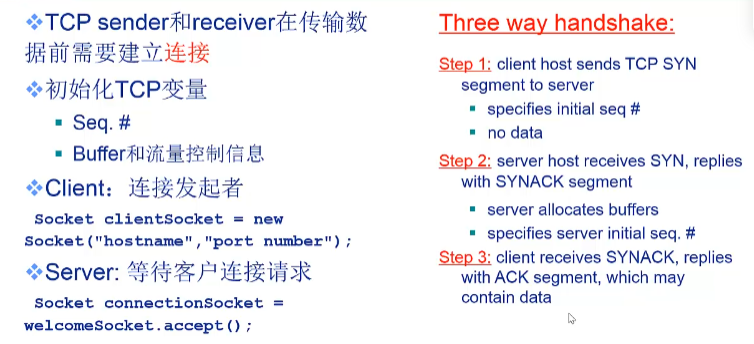 TCP sender和receiver在传输数
据前需要建立连接
初始化TCP变量
Seq. #
Buffer和流量控制信息
Client：连接发起者
Socket clientSocket = new
Socket("hostname","port number");
Server: 等待客户连接请求
Socket connectionSocket =
welcomeSocket.accept();
Three way handshake:
Step 1: client host sends TCP SYN
segment to server
specifies initial seq #
no data
Step 2: server host receives SYN, replies
with SYNACK segment
server allocates buffers
specifies server initial seq. #
Step 3: client receives SYNACK, replies
with ACK segment, which may
contain data